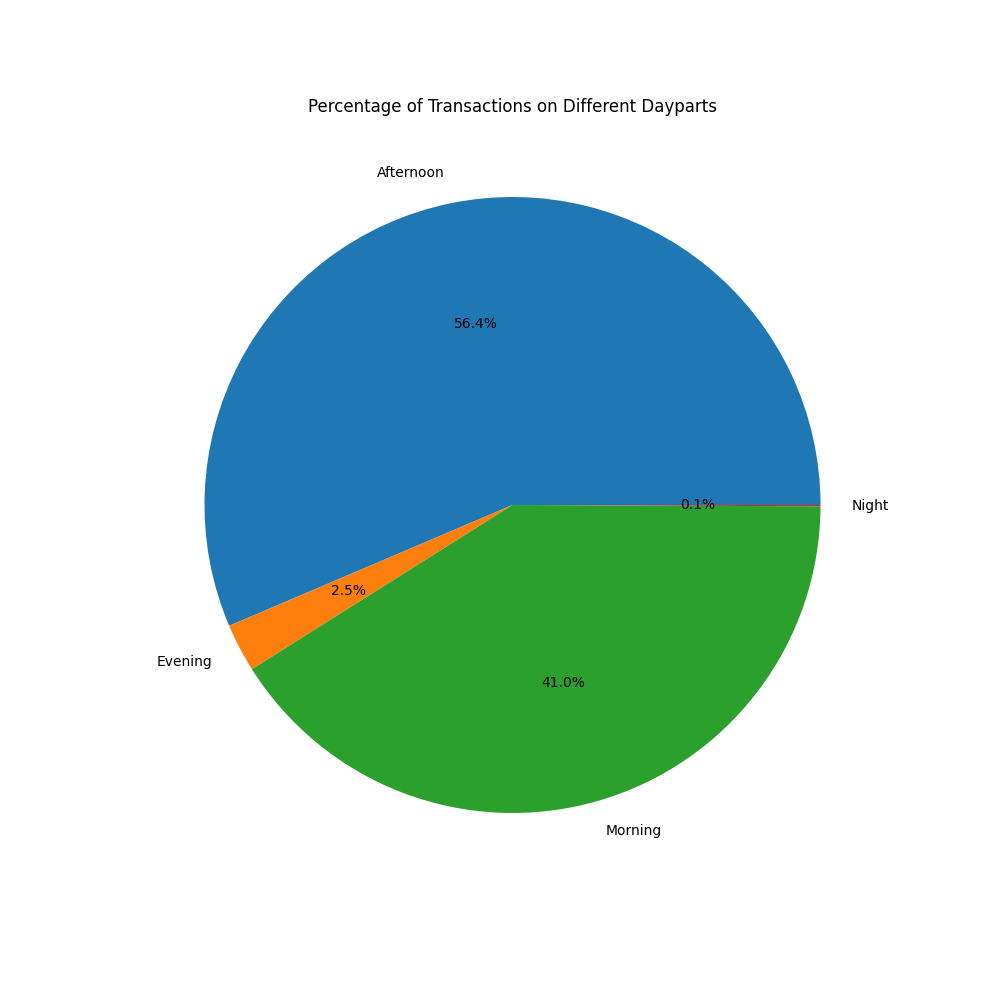 Percentage of Transactions on Different Dayparts
Afternoon
56.4%
0.1%
Night
2.5%
Evening
41.0%
Morning